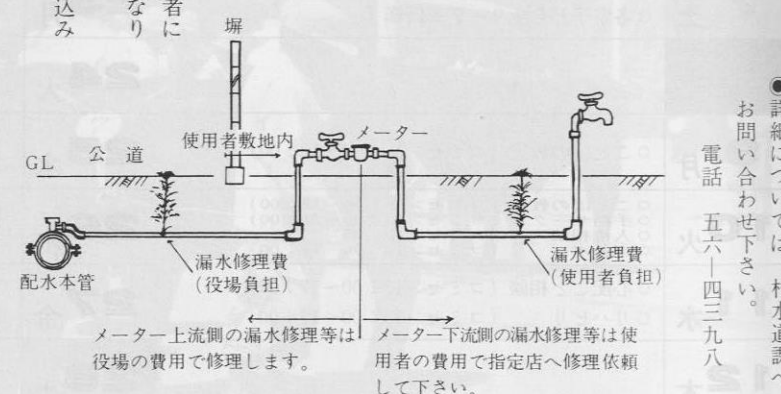 ●詳細については、村水道課へ
お問い合わせ下さい。
電話 五六―四三九八
者に
なり
込み
塀
使用者敷地内
メーター
GL
公道
配水本管
漏水修理費
(役場負担)
漏水修理費
(使用者負担)
メーター上流側の漏水修理等は
役場の費用で修理します。
メーター下流側の漏水修理等は使
用者の費用で指定店へ修理依頼
して下さい。